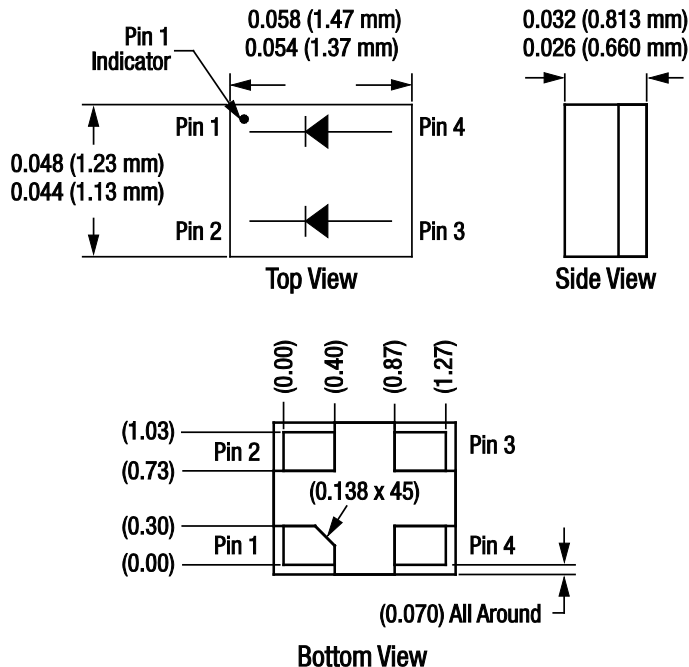 0.058 (1.47 mm)
0.054 (1.37 mm)
0.032 (0.813 mm)
0.026 (0.660 mm)
Pin 1
Indicator
Pin 1
Pin 4
0.048 (1.23 mm)
0.044 (1.13 mm)
Pin 2
Pin 3
Top View
Side View
(0.00)
(0.40)
(0.87)
(1.27)
(1.03)
Pin 2
Pin 3
(0.73)
(0.138 x 45)
(0.30)
Pin 1
Pin 4
(0.00)
(0.070) All Around
Bottom View